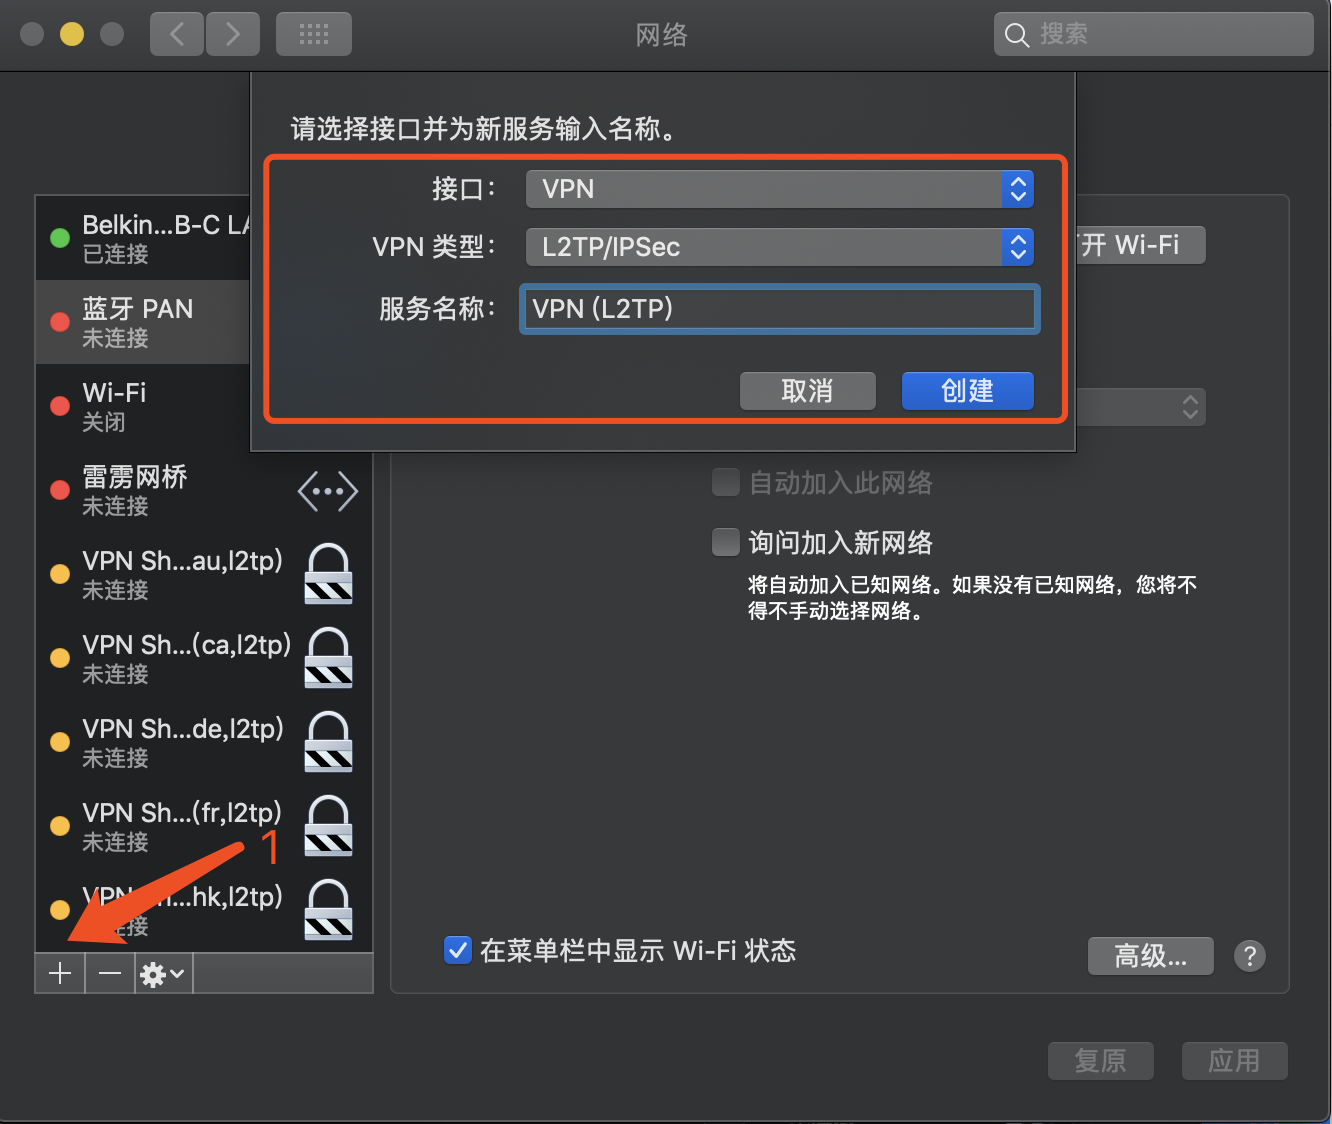 网络
搜索
请选择接口并为新服务输入名称。
接口：
VPN
VPN 类型：
L2TP/IPSec
服务名称：
VPN (L2TP)
取消
创建
Belkin...B-C LA
已连接
开 Wi-Fi
蓝牙 PAN
未连接
Wi-Fi
关闭
雷雳网桥
未连接
自动加入此网络
询问加入新网络
将自动加入已知网络。如果没有已知网络，您将不
得不手动选择网络。
VPN Sh...au,l2tp)
未连接
VPN Sh...(ca,l2tp)
未连接
VPN Sh...de,l2tp)
未连接
VPN Sh...(fr,l2tp)
未连接
1
VPN ...hk,l2tp)
接
在菜单栏中显示 Wi-Fi 状态
高级...
?
复原
应用